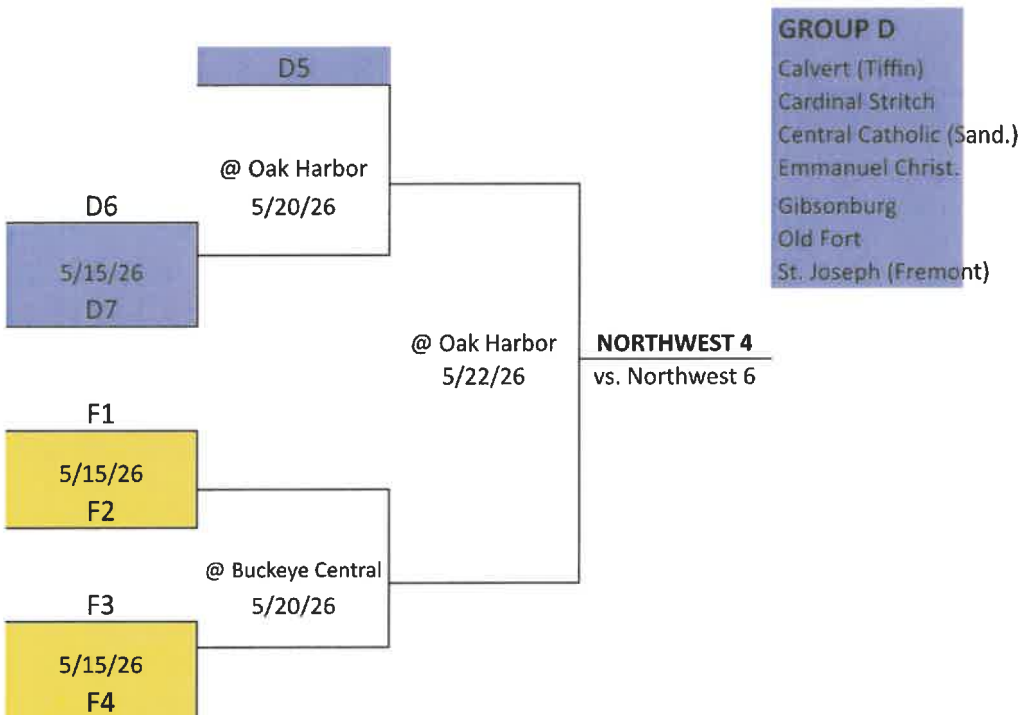 D5
@ Oak Harbor
5/20/26
D6
5/15/26
D7
@ Oak Harbor
5/22/26
NORTHWEST 4
vs. Northwest 6
F1
5/15/26
F2
@ Buckeye Central
5/20/26
F3
5/15/26
F4
GROUP D
Calvert (Tiffin)
Cardinal Stritch
Central Catholic (Sand.)
Emmanuel Christ.
Gibsonburg
Old Fort
St. Joseph (Fremont)